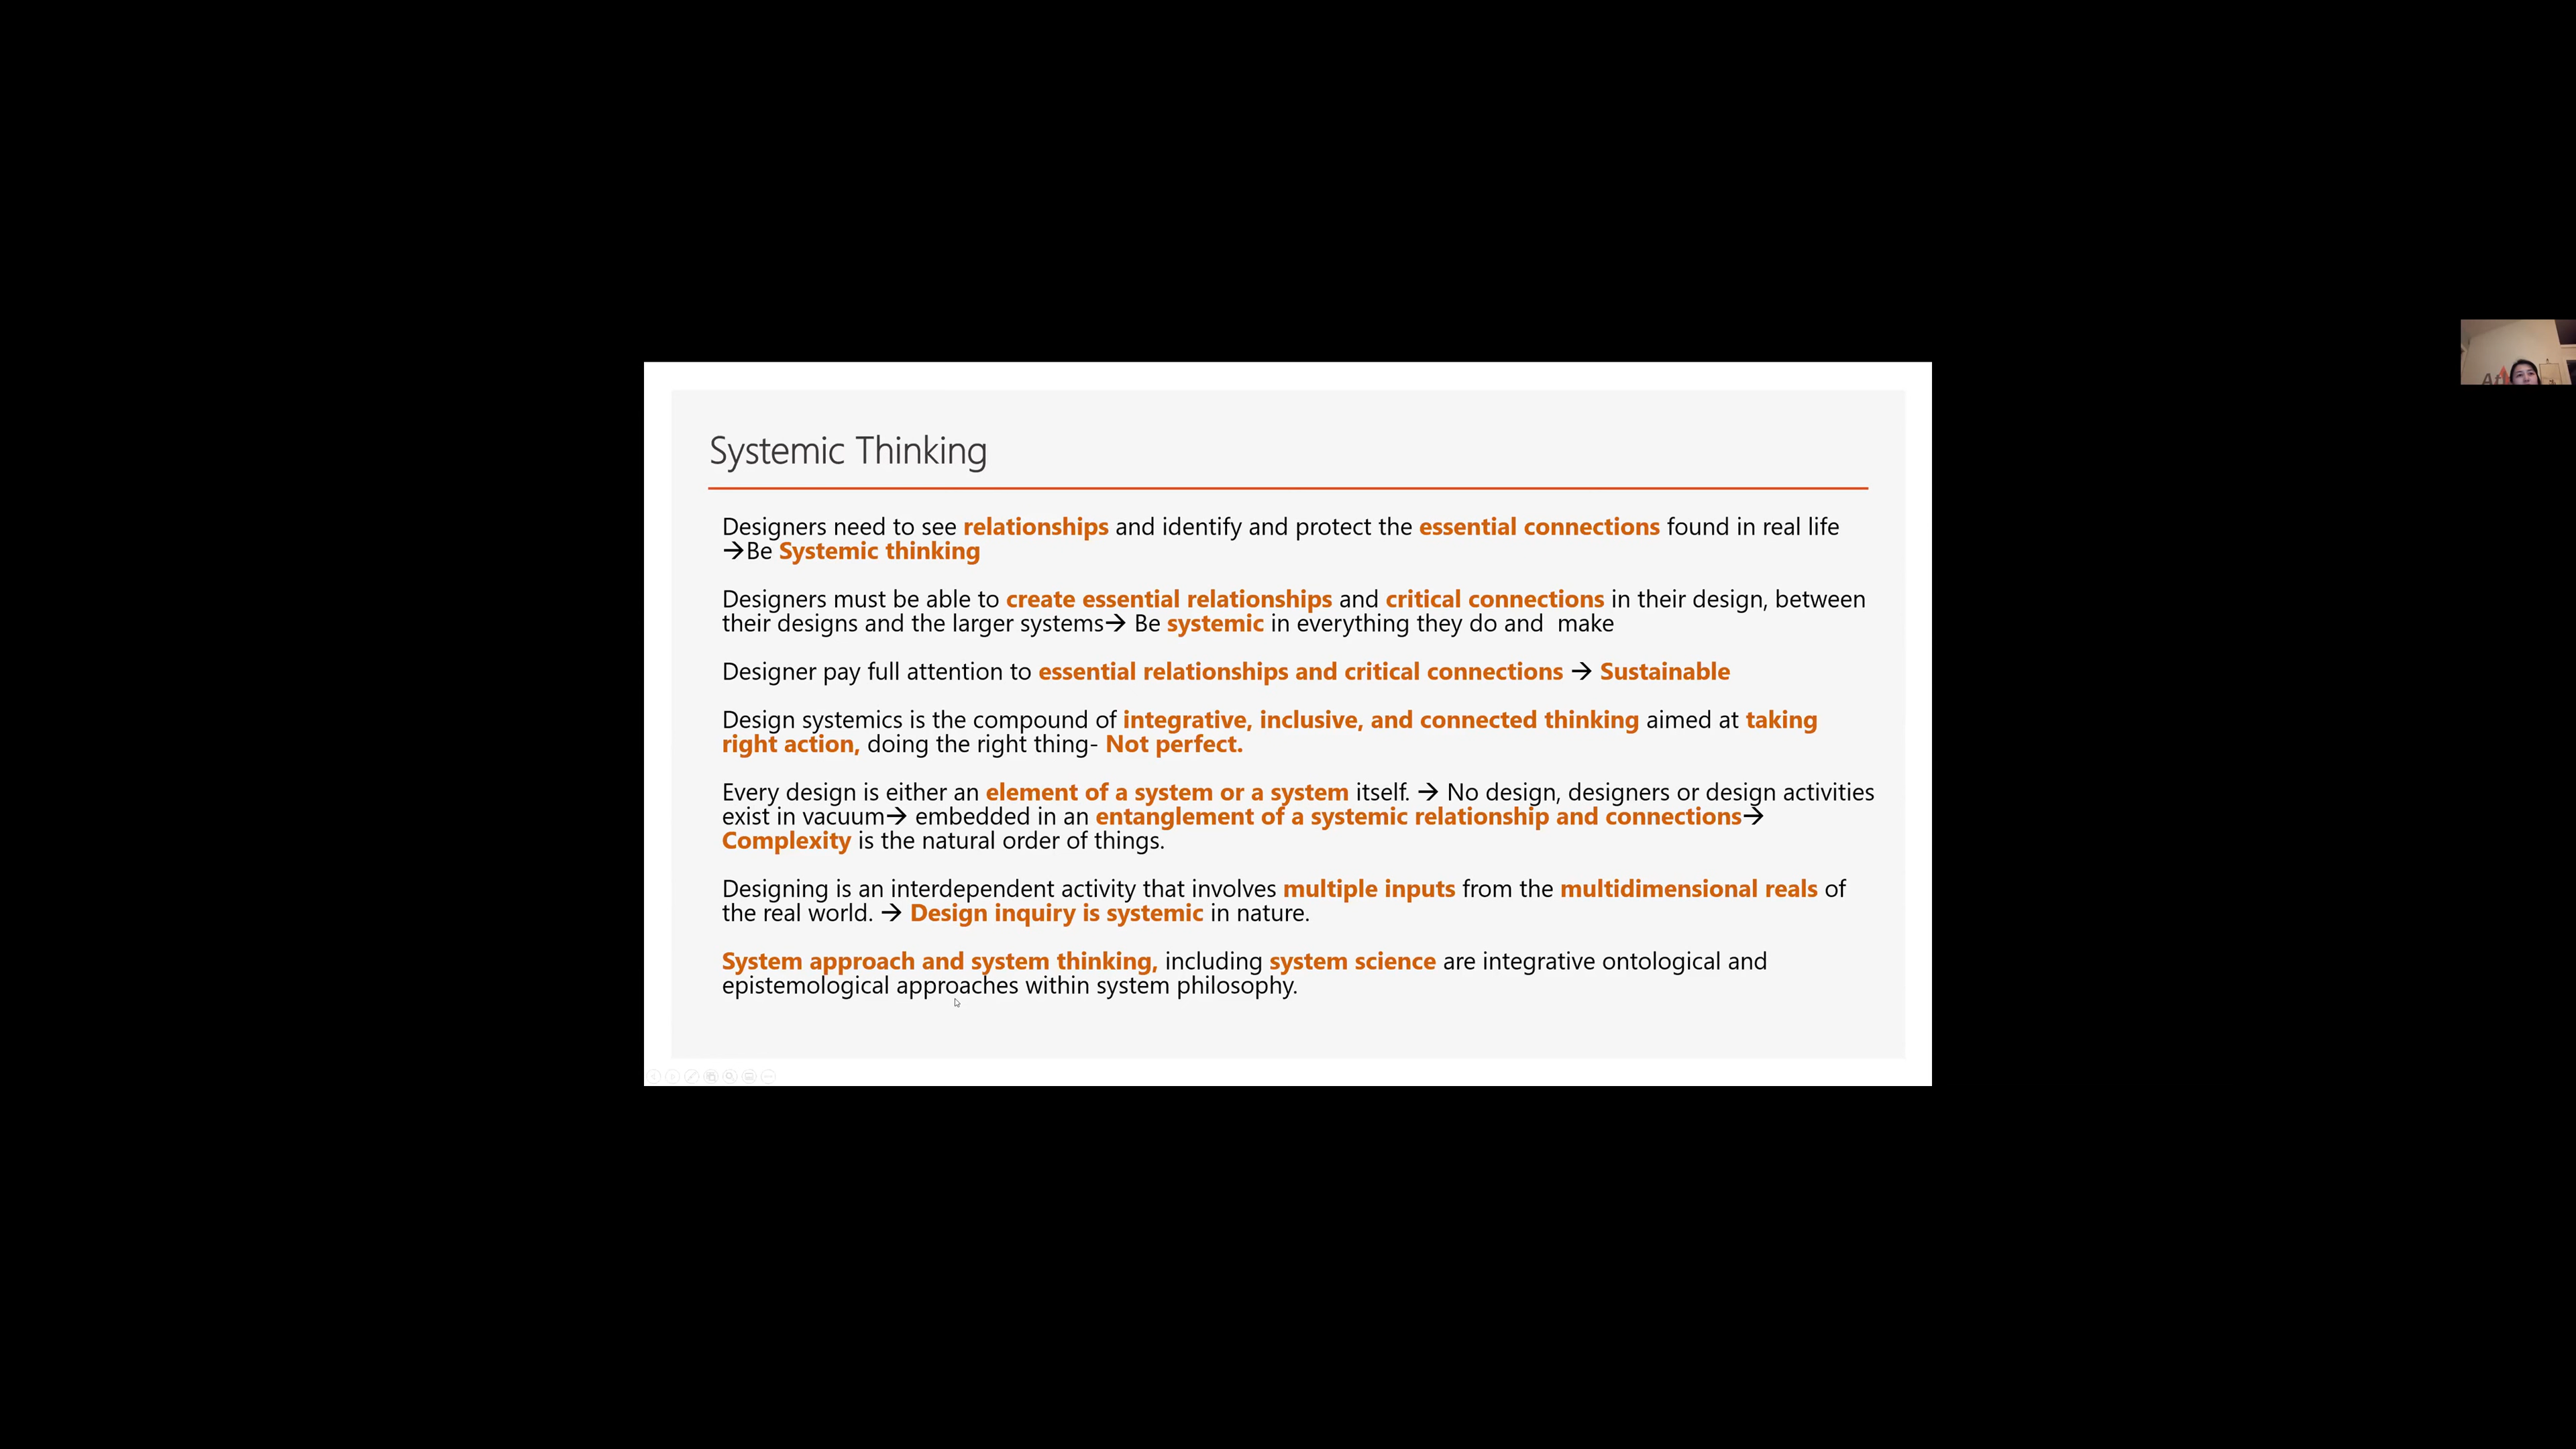 Systemic Thinking
Designers need to see relationships and identify and protect the essential connections found in real life
→Be Systemic thinking
Designers must be able to create essential relationships and critical connections in their design, between
their designs and the larger systems→ Be systemic in everything they do and  make
Designer pay full attention to essential relationships and critical connections → Sustainable
Design systemics is the compound of integrative, inclusive, and connected thinking aimed at taking
right action, doing the right thing- Not perfect.
Every design is either an element of a system or a system itself. → No design, designers or design activities
exist in vacuum→ embedded in an entanglement of a systemic relationship and connections→
Complexity is the natural order of things.
Designing is an interdependent activity that involves multiple inputs from the multidimensional reals of
the real world. → Design inquiry is systemic in nature.
System approach and system thinking, including system science are integrative ontological and
epistemological approaches within system philosophy.